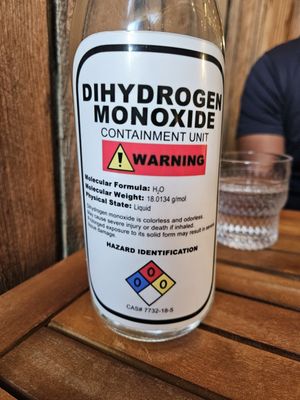 DIHYDROGEN
MONOXIDE
CONTAINMENT UNIT
WARNING
Molecular Formula: H₂O
Molecular Weight: 18.0134 g/mol
Physical State: Liquid
Dihydrogen monoxide is colorless and odorless.
May cause severe injury or death if inhaled.
Prolonged exposure to its solid form may result in severe
tissue damage.
HAZARD IDENTIFICATION
0
0 0
CAS# 7732-18-5